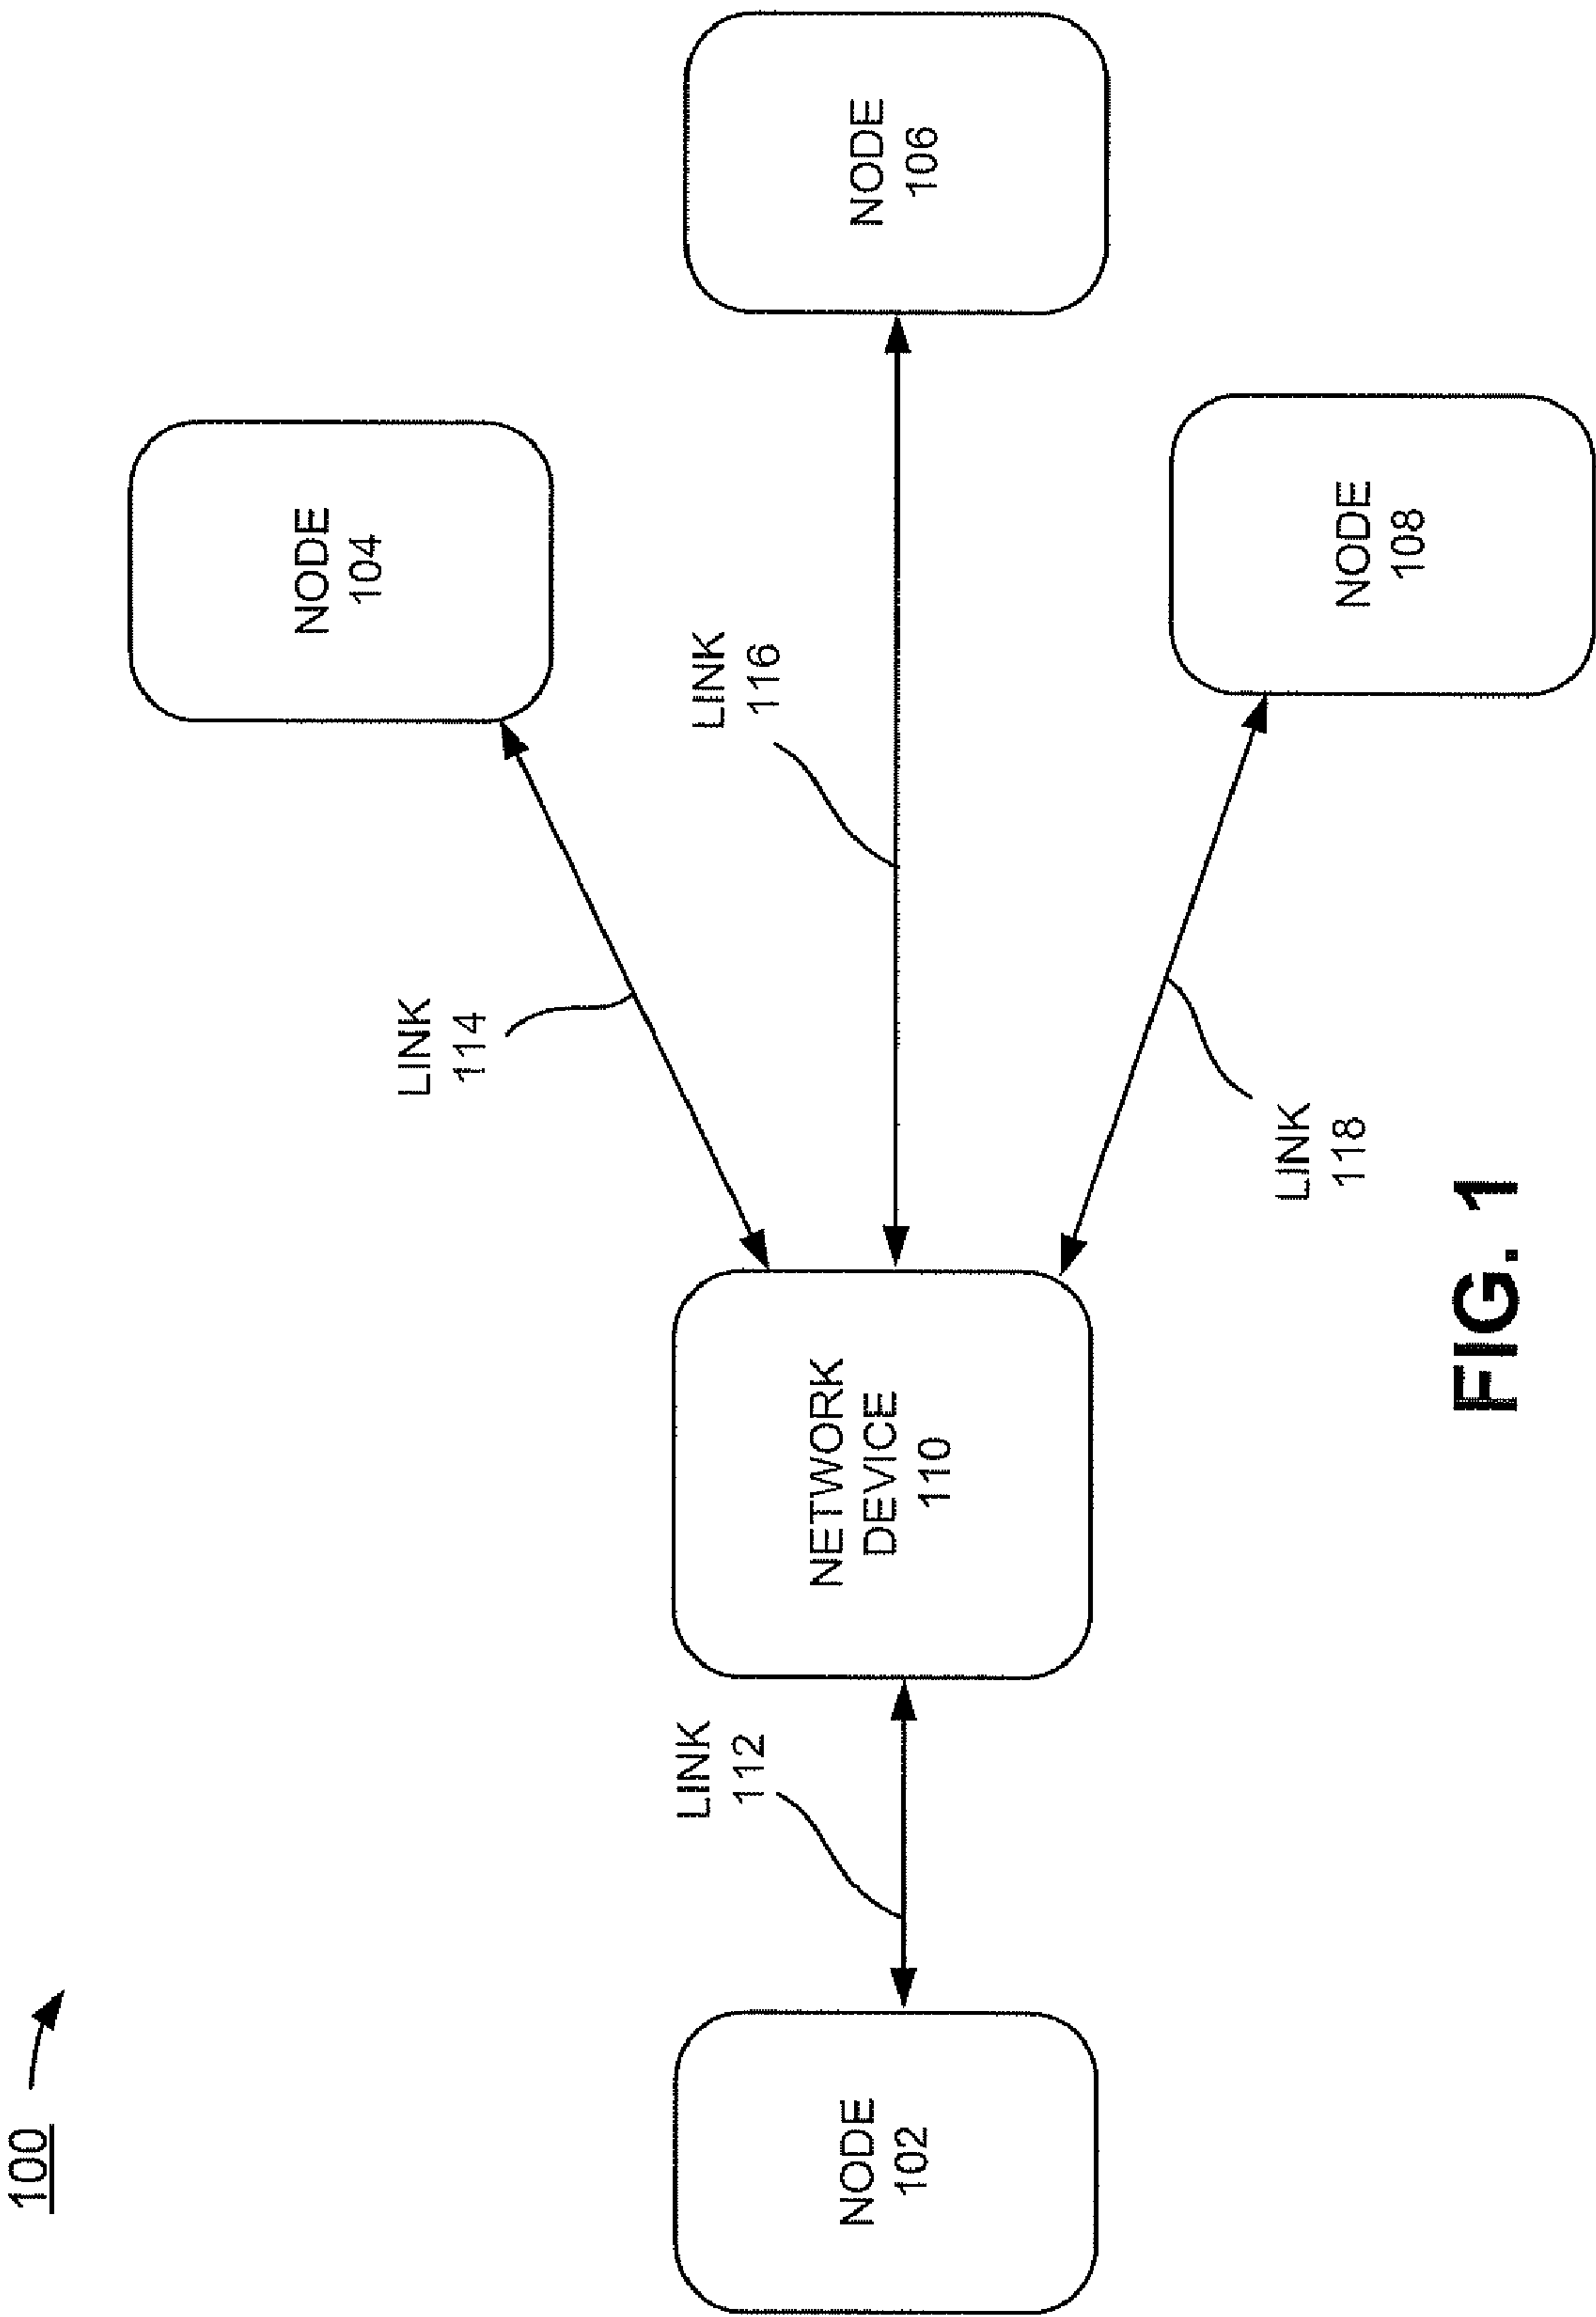 100
NODE
104
LINK
114
NODE
102
LINK
112
NETWORK
DEVICE
110
LINK
116
NODE
106
LINK
118
NODE
108
FIG. 1